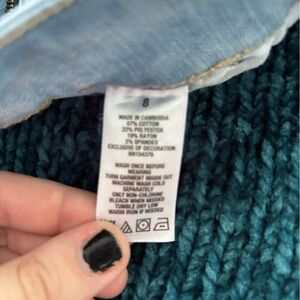 8
MADE IN CAMBODIA
57% COTTON
22% POLYESTER
19% RAYON
2% SPANDEX
EXCLUSIVE OF DECORATION
WASH ONCE BEFORE
WEARING
TURN GARMENT INSIDE OUT
MACHINE WASH COLD
SEPARATELY
ONLY NON-CHLORINE
BLEACH WHEN NEEDED
TUMBLE DRY LOW
WARM IRON IF NEEDED